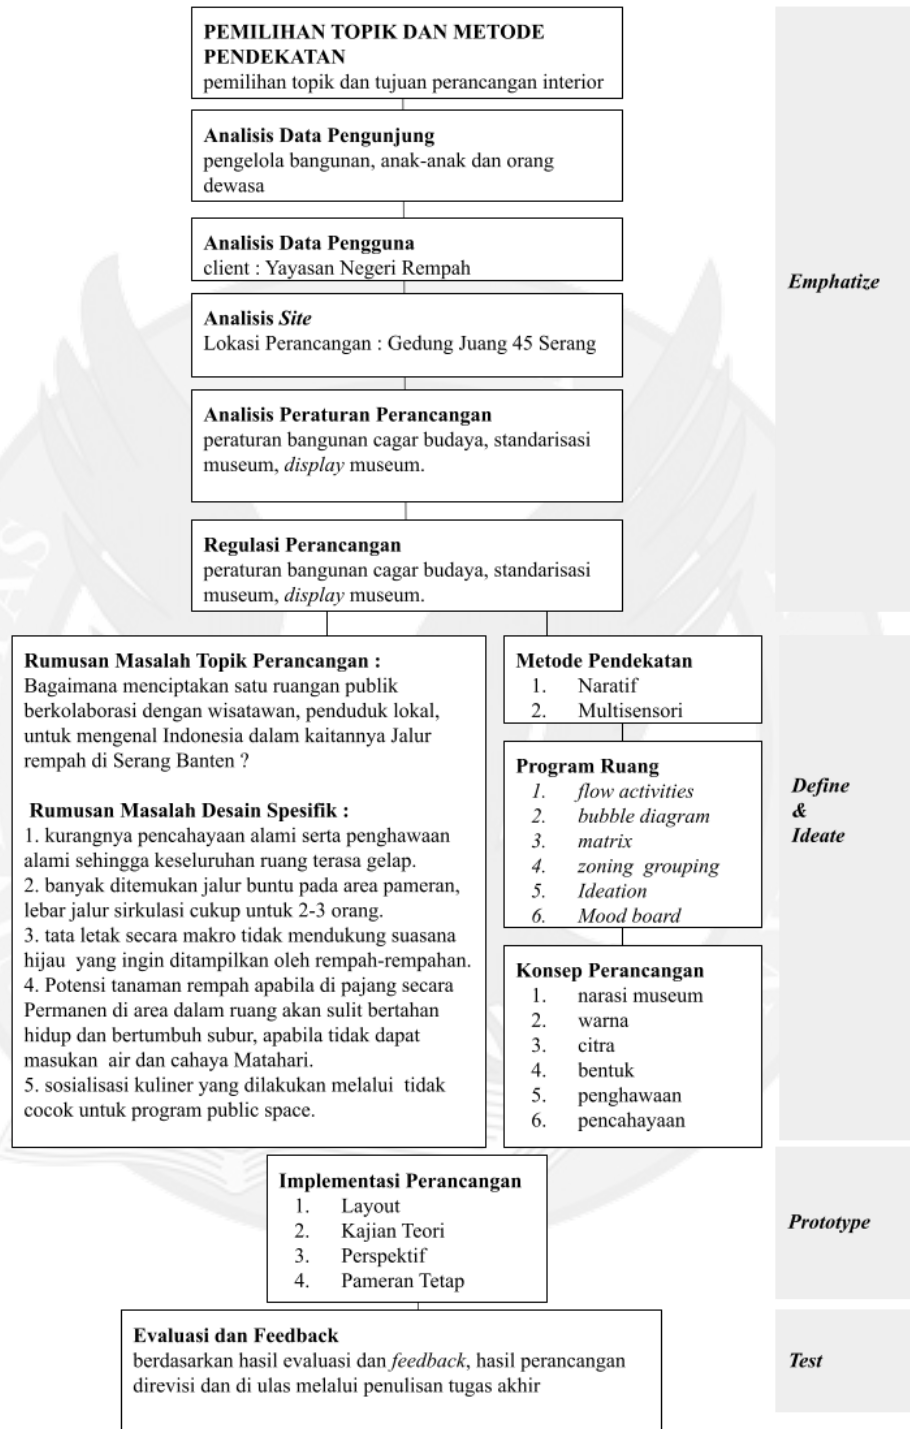 PEMILIHAN TOPIK DAN METODE
PENDEKATAN
pemilihan topik dan tujuan perancangan interior
Analisis Data Pengunjung
pengelola bangunan, anak-anak dan orang
dewasa
Analisis Data Pengguna
client : Yayasan Negeri Rempah
Analisis Site
Lokasi Perancangan : Gedung Juang 45 Serang
Analisis Peraturan Perancangan
peraturan bangunan cagar budaya, standarisasi
museum, display museum.
Regulasi Perancangan
peraturan bangunan cagar budaya, standarisasi
museum, display museum.
Emphatize
Rumusan Masalah Topik Perancangan :
Bagaimana menciptakan satu ruangan publik
berkolaborasi dengan wisatawan, penduduk lokal,
untuk mengenal Indonesia dalam kaitannya Jalur
rempah di Serang Banten ?
Rumusan Masalah Desain Spesifik :
1. kurangnya pencahayaan alami serta penghawaan
alami sehingga keseluruhan ruang terasa gelap.
2. banyak ditemukan jalur buntu pada area pameran,
lebar jalur sirkulasi cukup untuk 2-3 orang.
3. tata letak secara makro tidak mendukung suasana
hijau  yang ingin ditampilkan oleh rempah-rempahan.
4. Potensi tanaman rempah apabila di pajang secara
Permanen di area dalam ruang akan sulit bertahan
hidup dan bertumbuh subur, apabila tidak dapat
masukan  air dan cahaya Matahari.
5. sosialisasi kuliner yang dilakukan melalui  tidak
cocok untuk program public space.
Metode Pendekatan
1. Naratif
2. Multisensori
Program Ruang
1. flow activities
2. bubble diagram
3. matrix
4. zoning  grouping
5. Ideation
6. Mood board
Konsep Perancangan
1. narasi museum
2. warna
3. citra
4. bentuk
5. penghawaan
6. pencahayaan
Define
&
Ideate
Implementasi Perancangan
1. Layout
2. Kajian Teori
3. Perspektif
4. Pameran Tetap
Prototype
Evaluasi dan Feedback
berdasarkan hasil evaluasi dan feedback, hasil perancangan
direvisi dan di ulas melalui penulisan tugas akhir
Test